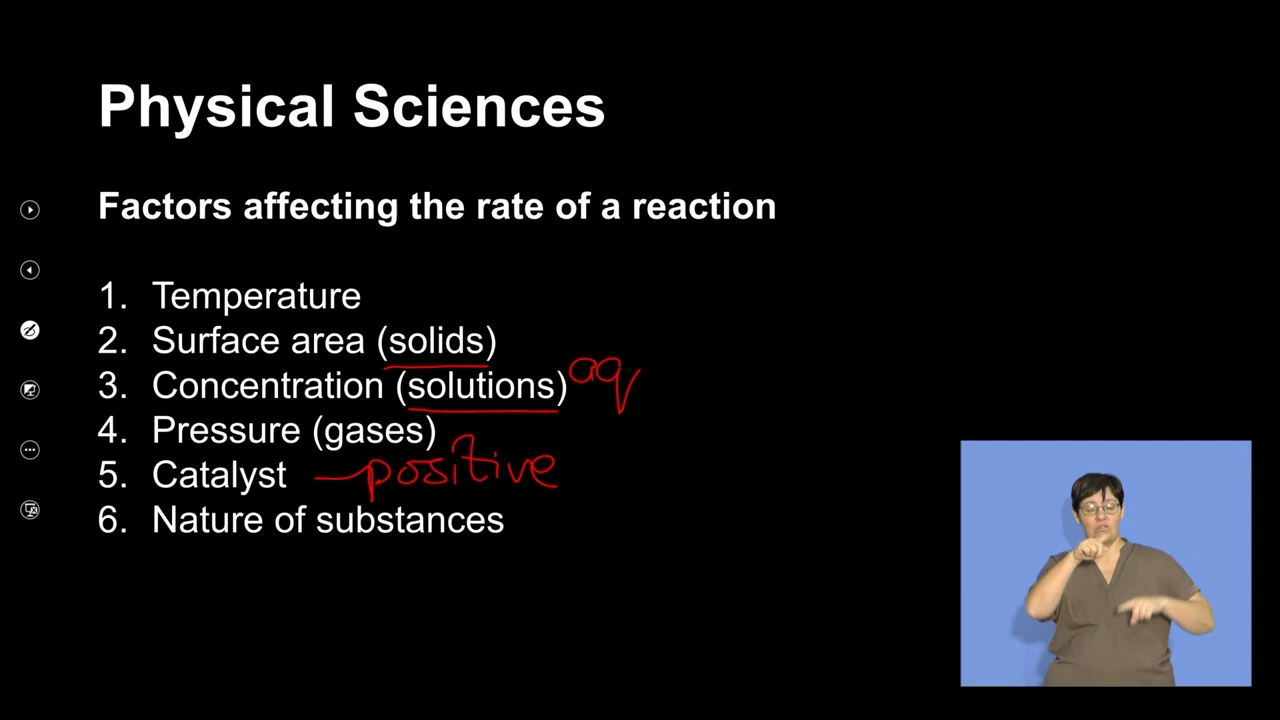 Physical Sciences
Factors affecting the rate of a reaction
1. Temperature
2. Surface area (solids)
3. Concentration (solutions) aq
4. Pressure (gases)
5. Catalyst – positive
6. Nature of substances